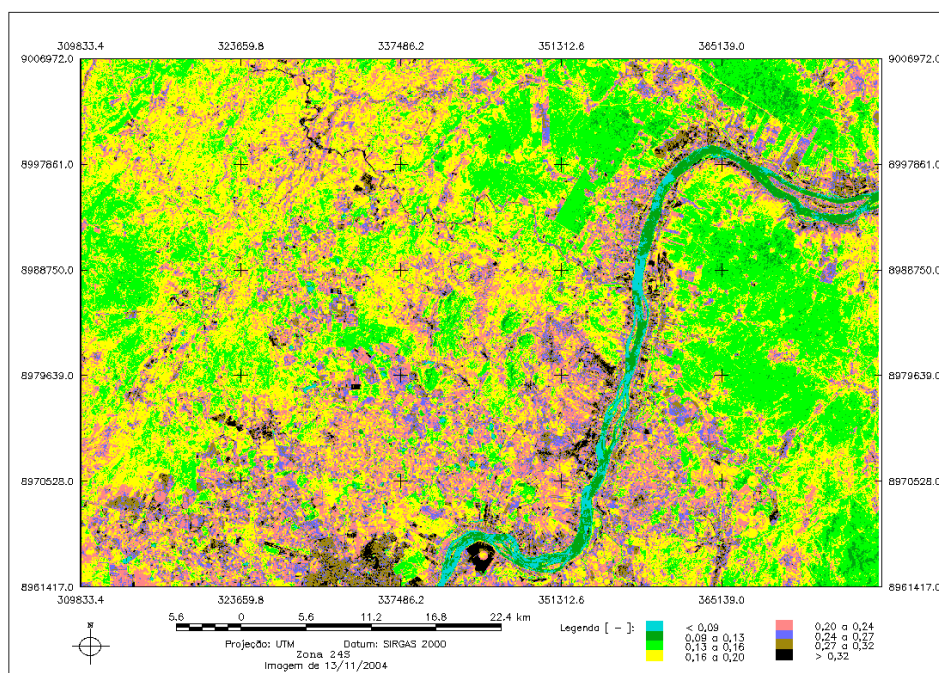 309833.4 323659.8 337486.2 351312.6 365139.0
9006972.0 9006972.0
8997861.0 8997861.0
8988750.0 8988750.0
8979639.0 8979639.0
8970528.0 8970528.0
8961417.0 8961417.0
309833.4 323659.8 337486.2 351312.6 365139.0
5.6 0 5.6 11.2 16.8 22.4 km
N
Projeção: UTM Datum: SIRGAS 2000
Zona 24S
Imagem de 13/11/2004
Legenda [ - ]:
< 0,09
0,09 a 0,13
0,13 a 0,16
0,16 a 0,20
0,20 a 0,24
0,24 a 0,27
0,27 a 0,32
> 0,32